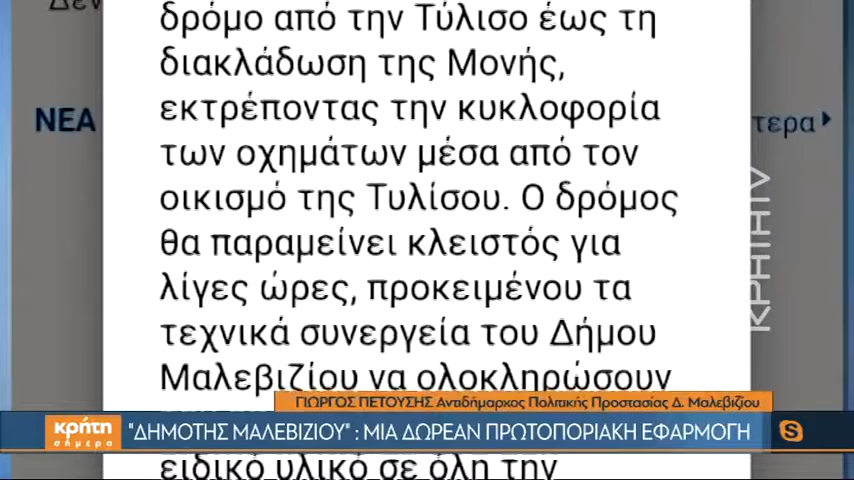 δρόμο από την Τύλισο έως τη
διακλάδωση της Μονής,
εκτρέποντας την κυκλοφορία
των οχημάτων μέσα από τον
οικισμό της Τυλίσου. Ο δρόμος
θα παραμείνει κλειστός για
λίγες ώρες, προκειμένου τα
τεχνικά συνεργεία του Δήμου
Μαλεβιζίου να ολοκληρώσουν
ειδικό υλικό σε όλη την
ΝΕΑ
τερα
ΚΡΗΤΗTV
ΓΙΩΡΓΟΣ ΠΕΤΟΥΣΗΣ Αντιδήμαρχος Πολιτικής Προστασίας Δ. Μαλεβιζίου
κρήτη
σήμερα
"ΔΗΜΟΤΗΣ ΜΑΛΕΒΙΖΙΟΥ" : ΜΙΑ ΔΩΡΕΑΝ ΠΡΩΤΟΠΟΡΙΑΚΗ ΕΦΑΡΜΟΓΗ